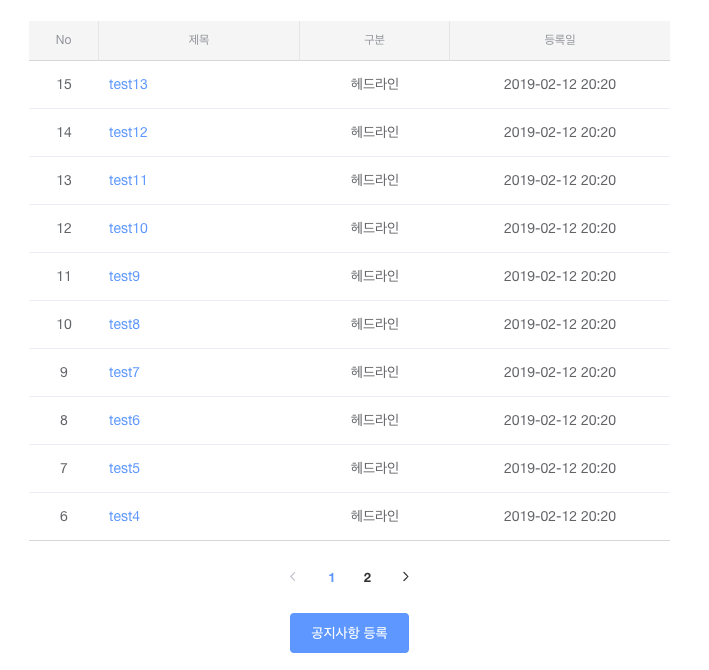 No 제목 구분 등록일
15 test13 헤드라인 2019-02-12 20:20
14 test12 헤드라인 2019-02-12 20:20
13 test11 헤드라인 2019-02-12 20:20
12 test10 헤드라인 2019-02-12 20:20
11 test9 헤드라인 2019-02-12 20:20
10 test8 헤드라인 2019-02-12 20:20
9 test7 헤드라인 2019-02-12 20:20
8 test6 헤드라인 2019-02-12 20:20
7 test5 헤드라인 2019-02-12 20:20
6 test4 헤드라인 2019-02-12 20:20
1 2
공지사항 등록